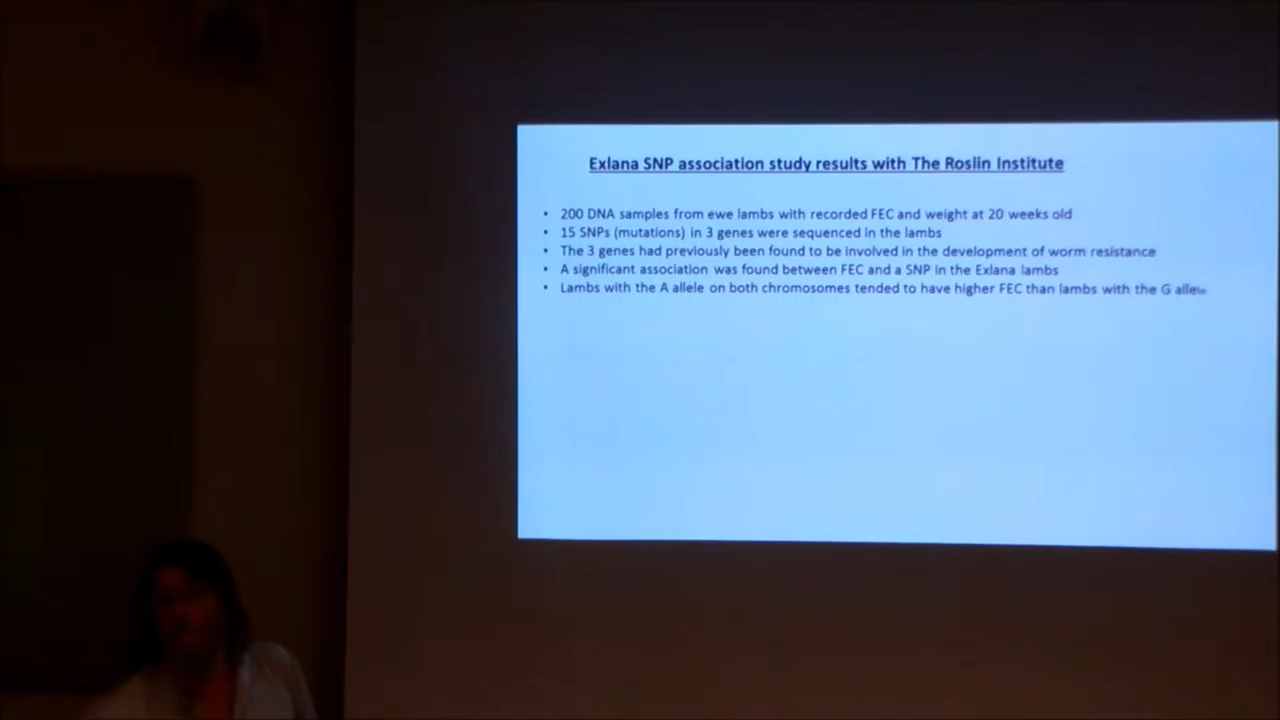 Exlana SNP association study results with The Roslin Institute
• 200 DNA samples from ewe lambs with recorded FEC and weight at 20 weeks old
• 15 SNPs (mutations) in 3 genes were sequenced in the lambs
• The 3 genes had previously been found to be involved in the development of worm resistance
• A significant association was found between FEC and a SNP in the Exlana lambs
• Lambs with the A allele on both chromosomes tended to have higher FEC than lambs with the G allele